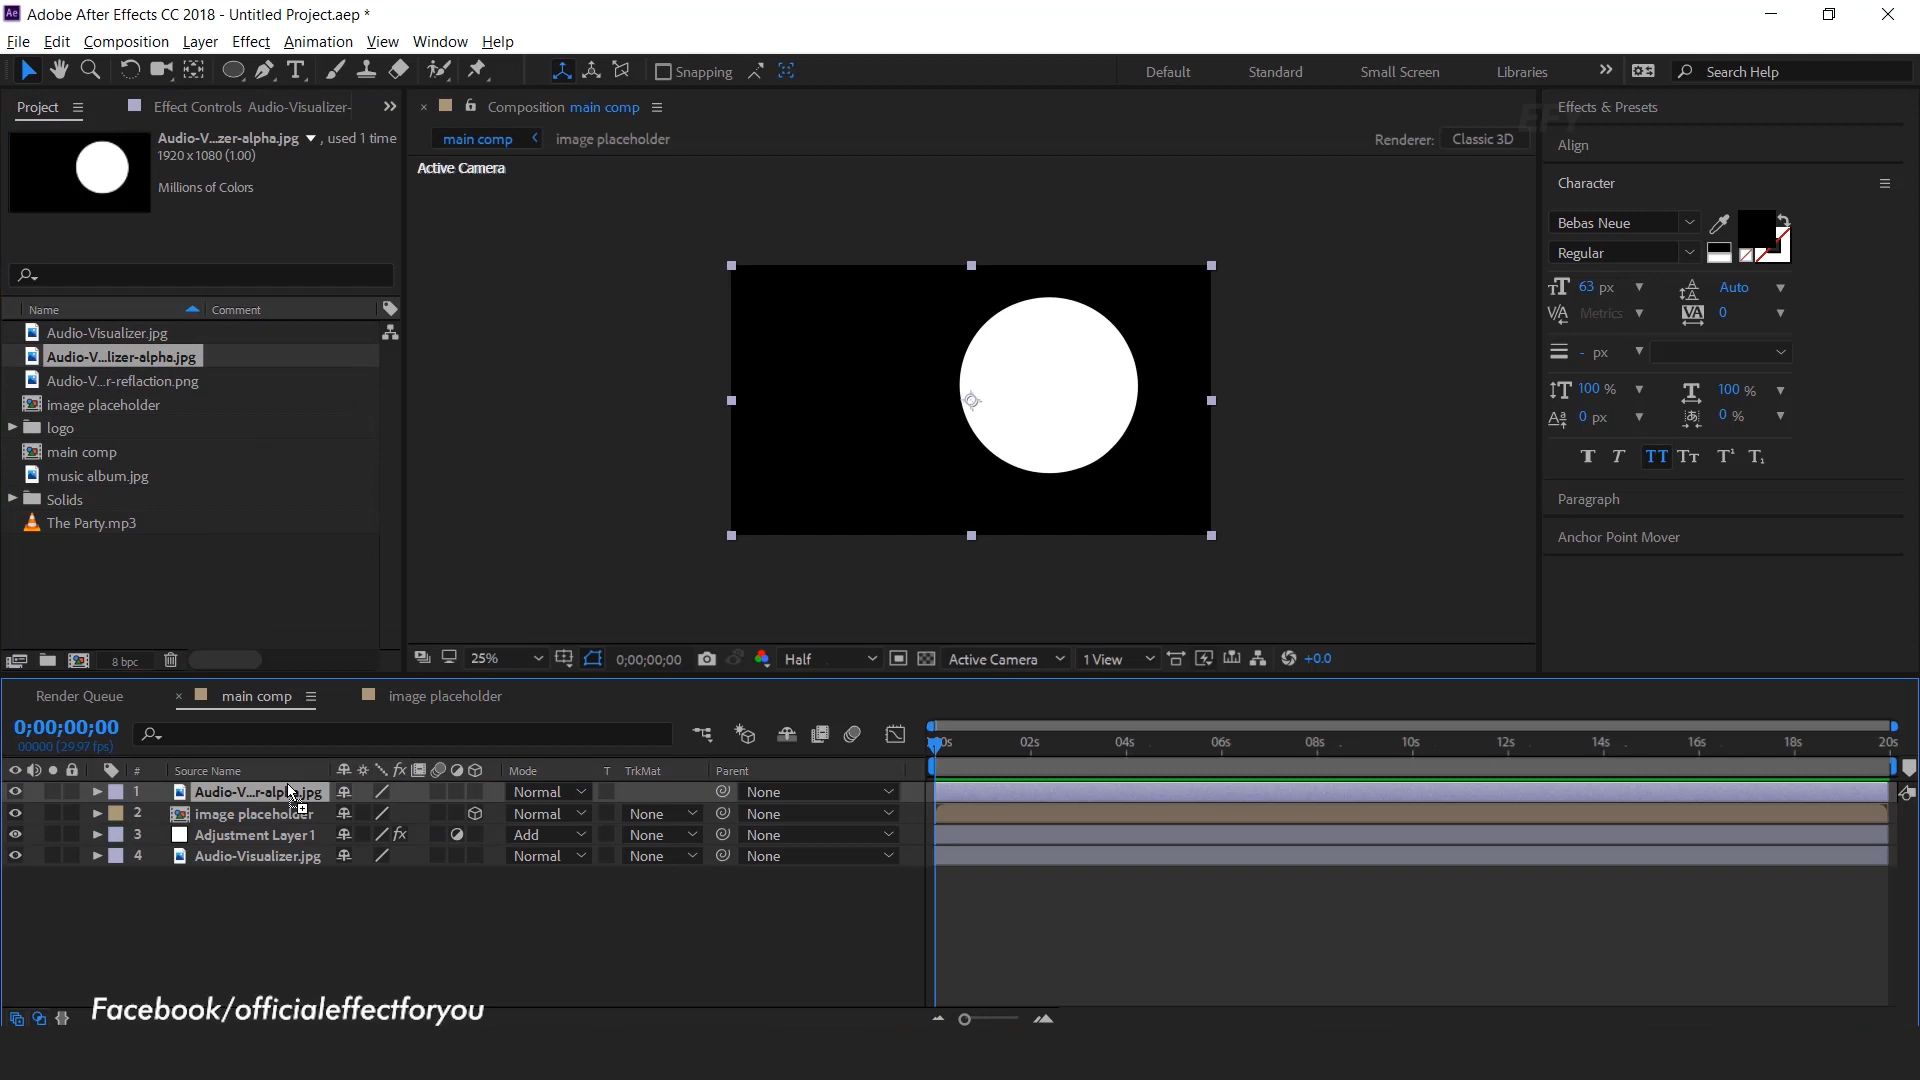 Ae Adobe After Effects CC 2018 - Untitled Project.aep *
File Edit Composition Layer Effect Animation View Window Help
Snapping Default Standard Small Screen Libraries Search Help
Project Effect Controls Audio-Visualizer- Composition main comp Effects & Presets
EFY
Audio-V...zer-alpha.jpg , used 1 time
1920 x 1080 (1.00)
Millions of Colors
main comp image placeholder Renderer: Classic 3D
Active Camera
Align
Character
Bebas Neue
Regular
63 px Auto
Metrics 0
- px
100 % 100 %
0 px 0 %
T T TT Tt T¹ T₁
Paragraph
Anchor Point Mover
Name Comment
Audio-Visualizer.jpg
Audio-V...lizer-alpha.jpg
Audio-V...r-reflaction.png
image placeholder
logo
main comp
music album.jpg
Solids
The Party.mp3
8 bpc
25% 0;00;00;00 Half Active Camera 1 View +0.0
Render Queue main comp image placeholder
0;00;00;00
00000 (29.97 fps)
02s 04s 06s 08s 10s 12s 14s 16s 18s 20s
# Source Name Mode T TrkMat Parent
1 Audio-V...r-alpha.jpg Normal None
2 image placeholder Normal None None
3 Adjustment Layer 1 fx Add None None
4 Audio-Visualizer.jpg Normal None None
Facebook/officialeffectforyou